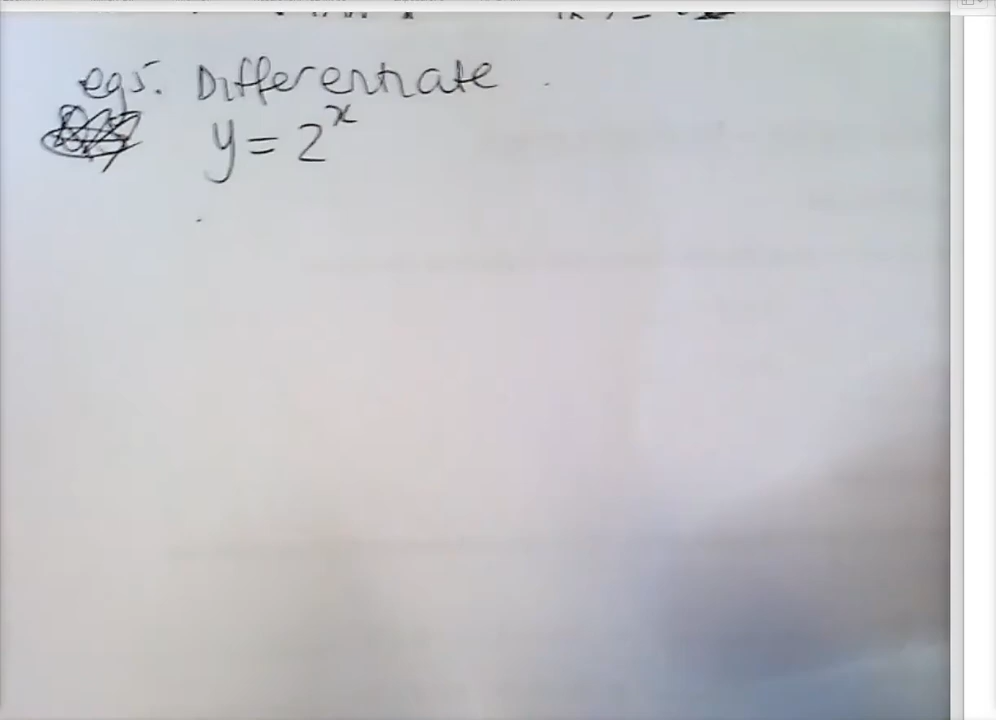 eg5. Differentiate
y = 2^x